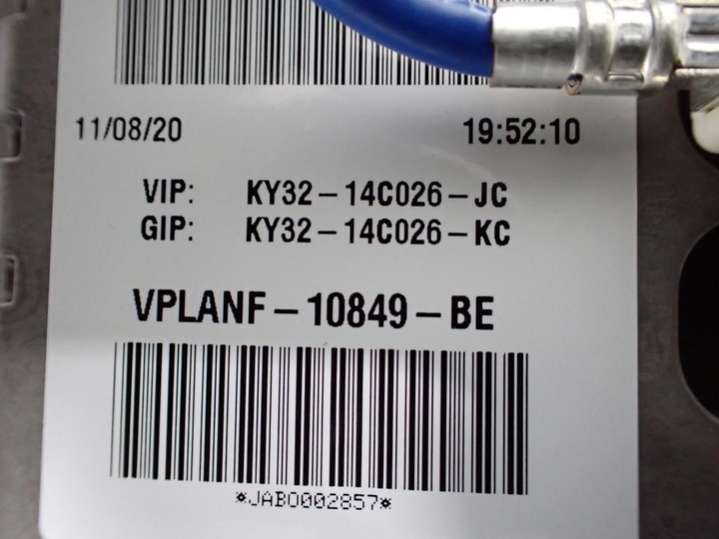 11/08/20 19:52:10
VIP: KY32-14C026-JC
GIP: KY32-14C026-KC
VPLANF-10849-BE
*JAB0002857*